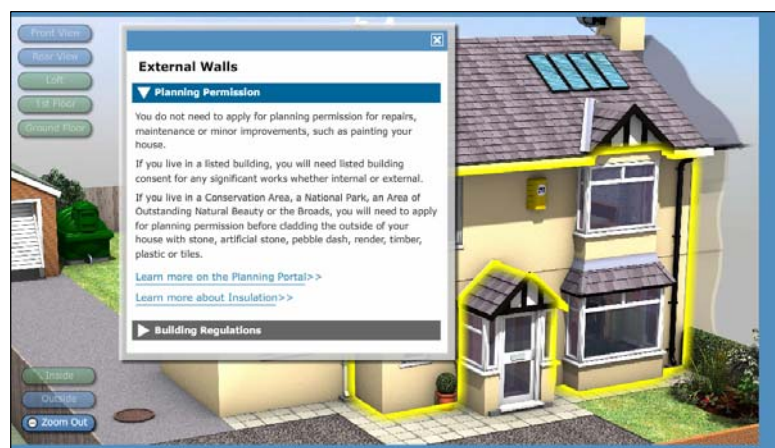 Front View
Rear View
Loft
1st Floor
Ground Floor
External Walls
Planning Permission
You do not need to apply for planning permission for repairs,
maintenance or minor improvements, such as painting your
house.
If you live in a listed building, you will need listed building
consent for any significant works whether internal or external.
If you live in a Conservation Area, a National Park, an Area of
Outstanding Natural Beauty or the Broads, you will need to apply
for planning permission before cladding the outside of your
house with stone, artificial stone, pebble dash, render, timber,
plastic or tiles.
Learn more on the Planning Portal>>
Learn more about Insulation>>
Building Regulations
Inside
Outside
Zoom Out